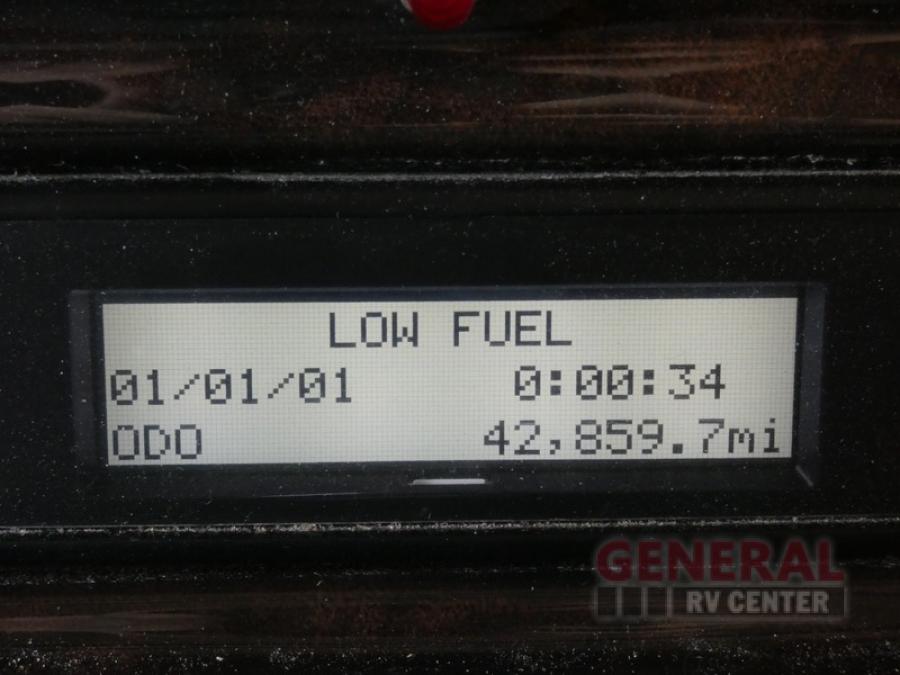 LOW FUEL
01/01/01 0:00:34
ODO 42,859.7mi
GENERAL
RV CENTER